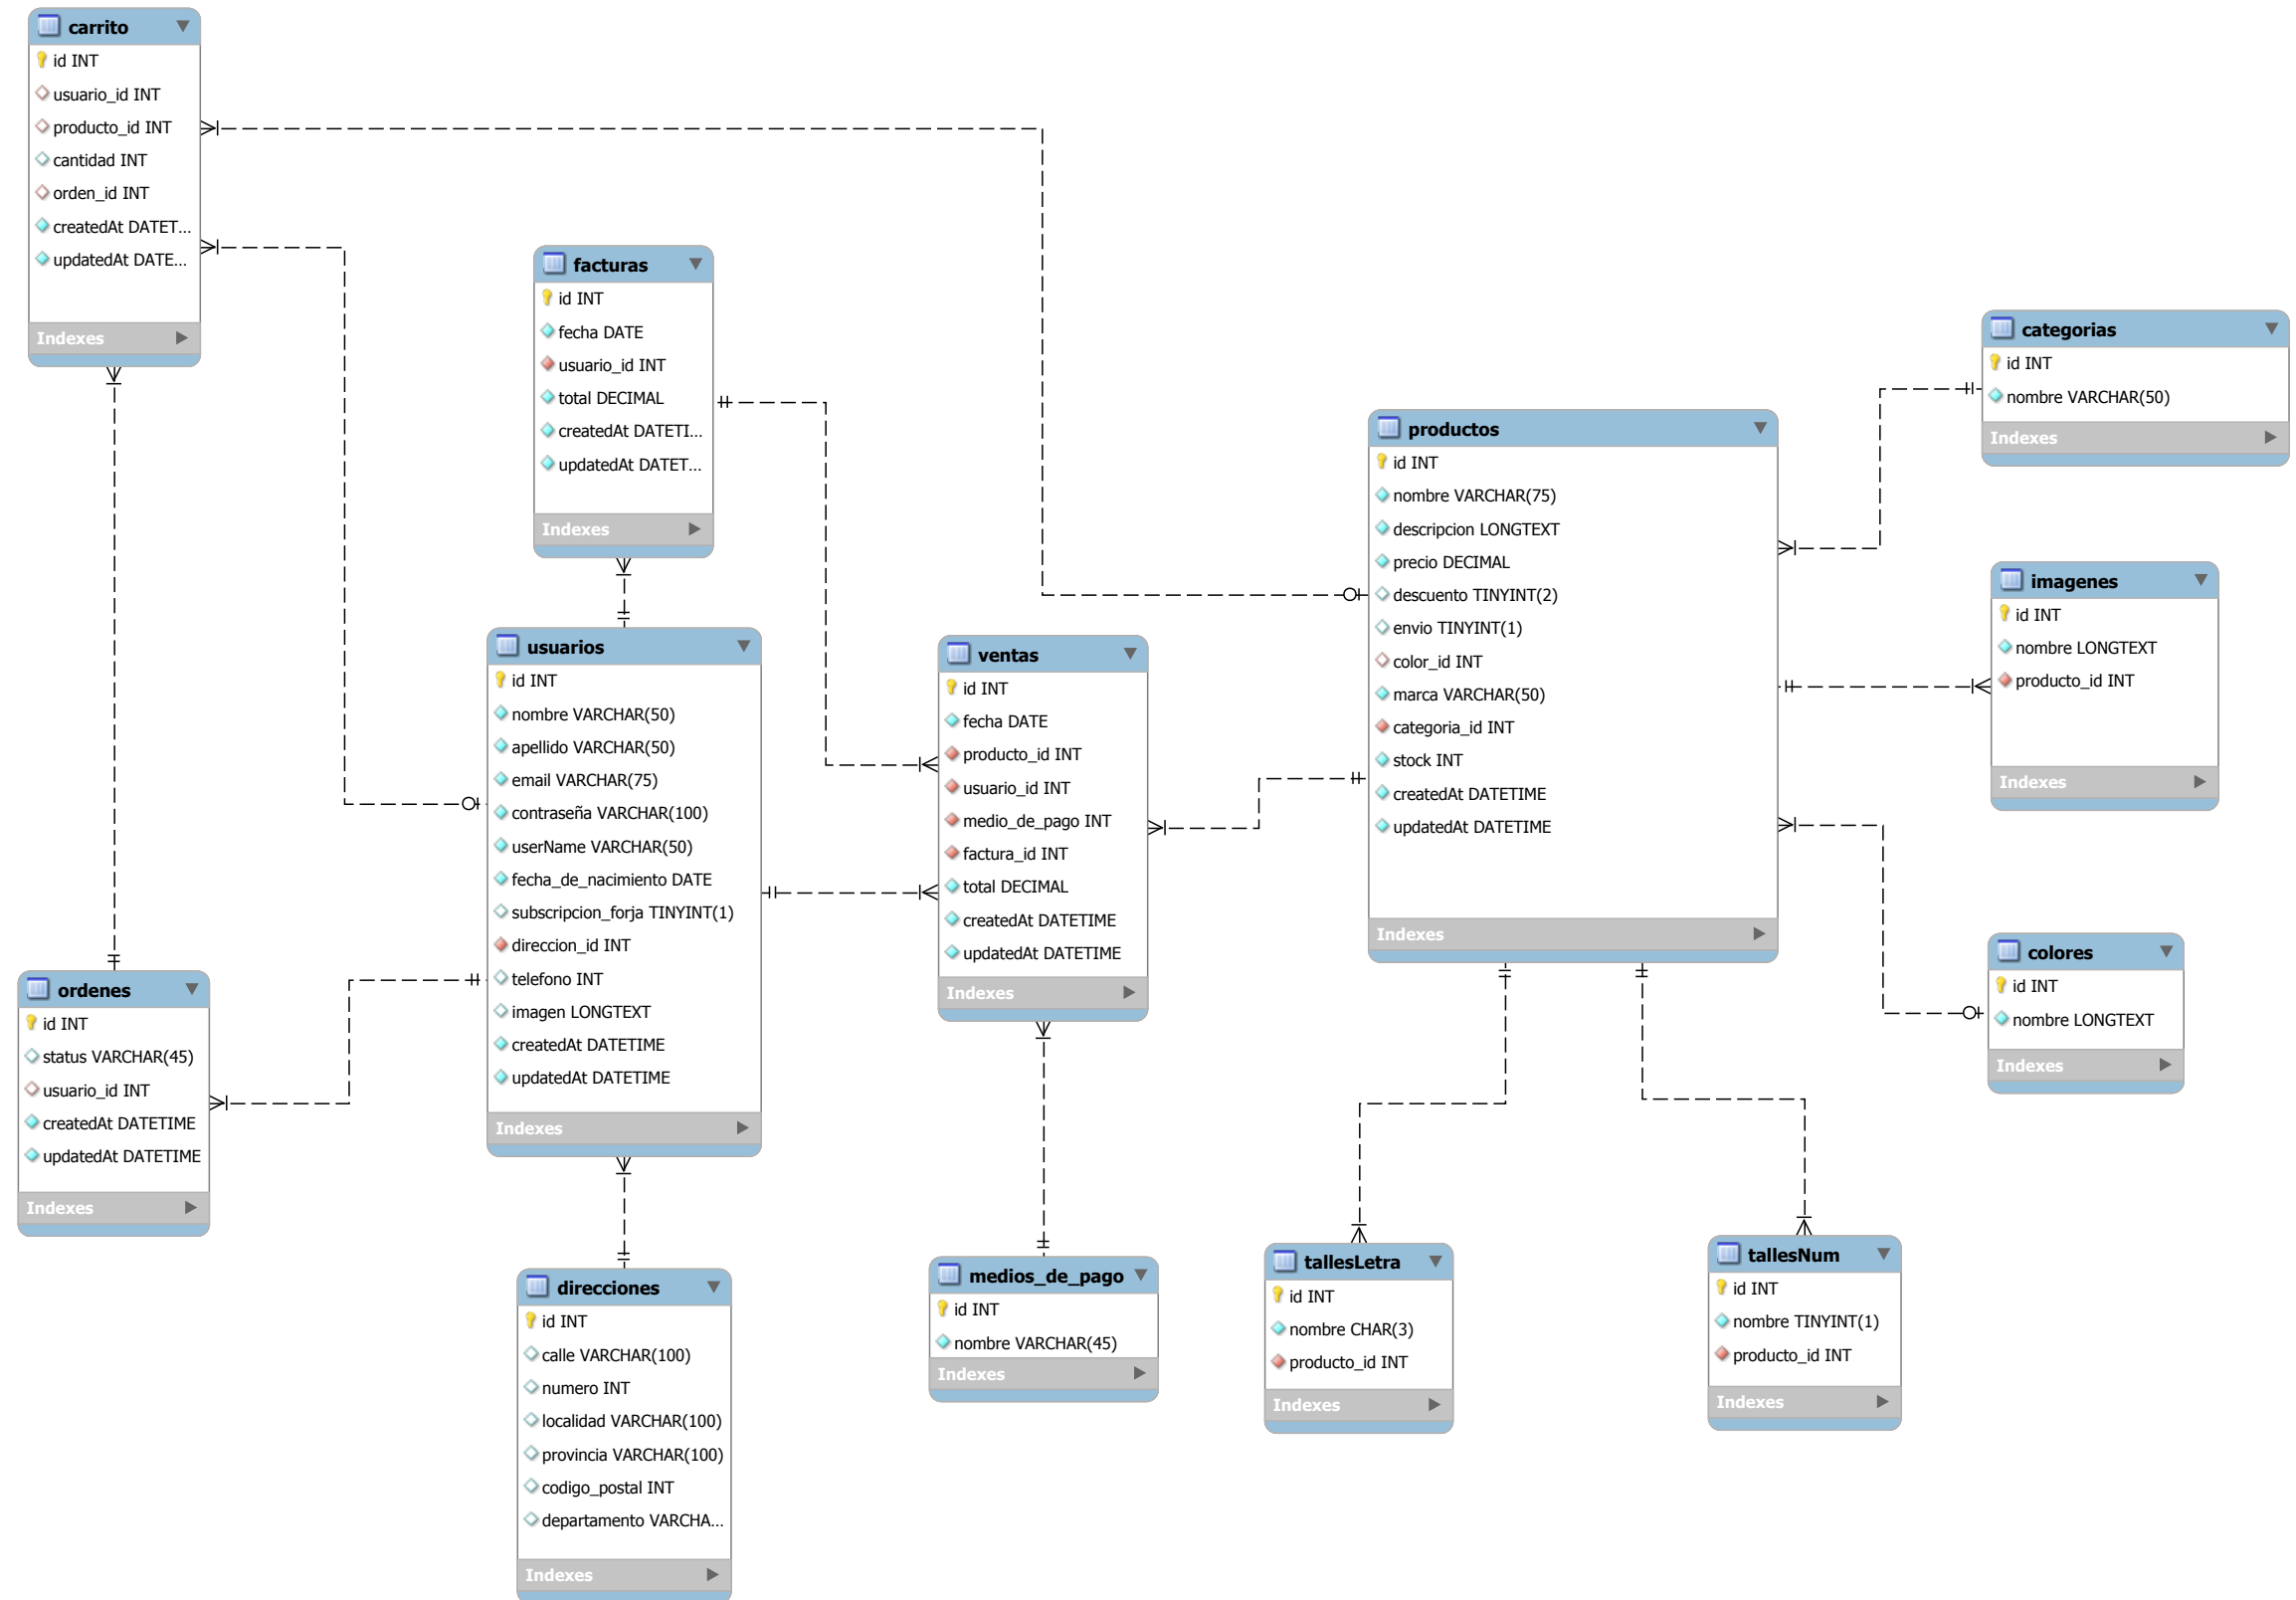 carrito
id INT
usuario_id INT
producto_id INT
cantidad INT
orden_id INT
createdAt DATET...
updatedAt DATE...
Indexes
facturas
id INT
fecha DATE
usuario_id INT
total DECIMAL
createdAt DATETI...
updatedAt DATET...
Indexes
categorias
id INT
nombre VARCHAR(50)
Indexes
productos
id INT
nombre VARCHAR(75)
descripcion LONGTEXT
precio DECIMAL
descuento TINYINT(2)
envio TINYINT(1)
color_id INT
marca VARCHAR(50)
categoria_id INT
stock INT
createdAt DATETIME
updatedAt DATETIME
Indexes
imagenes
id INT
nombre LONGTEXT
producto_id INT
Indexes
usuarios
id INT
nombre VARCHAR(50)
apellido VARCHAR(50)
email VARCHAR(75)
contraseña VARCHAR(100)
userName VARCHAR(50)
fecha_de_nacimiento DATE
subscripcion_forja TINYINT(1)
direccion_id INT
telefono INT
imagen LONGTEXT
createdAt DATETIME
updatedAt DATETIME
Indexes
ventas
id INT
fecha DATE
producto_id INT
usuario_id INT
medio_de_pago INT
factura_id INT
total DECIMAL
createdAt DATETIME
updatedAt DATETIME
Indexes
colores
id INT
nombre LONGTEXT
Indexes
ordenes
id INT
status VARCHAR(45)
usuario_id INT
createdAt DATETIME
updatedAt DATETIME
Indexes
direcciones
id INT
calle VARCHAR(100)
numero INT
localidad VARCHAR(100)
provincia VARCHAR(100)
codigo_postal INT
departamento VARCHA...
Indexes
medios_de_pago
id INT
nombre VARCHAR(45)
Indexes
tallesLetra
id INT
nombre CHAR(3)
producto_id INT
Indexes
tallesNum
id INT
nombre TINYINT(1)
producto_id INT
Indexes